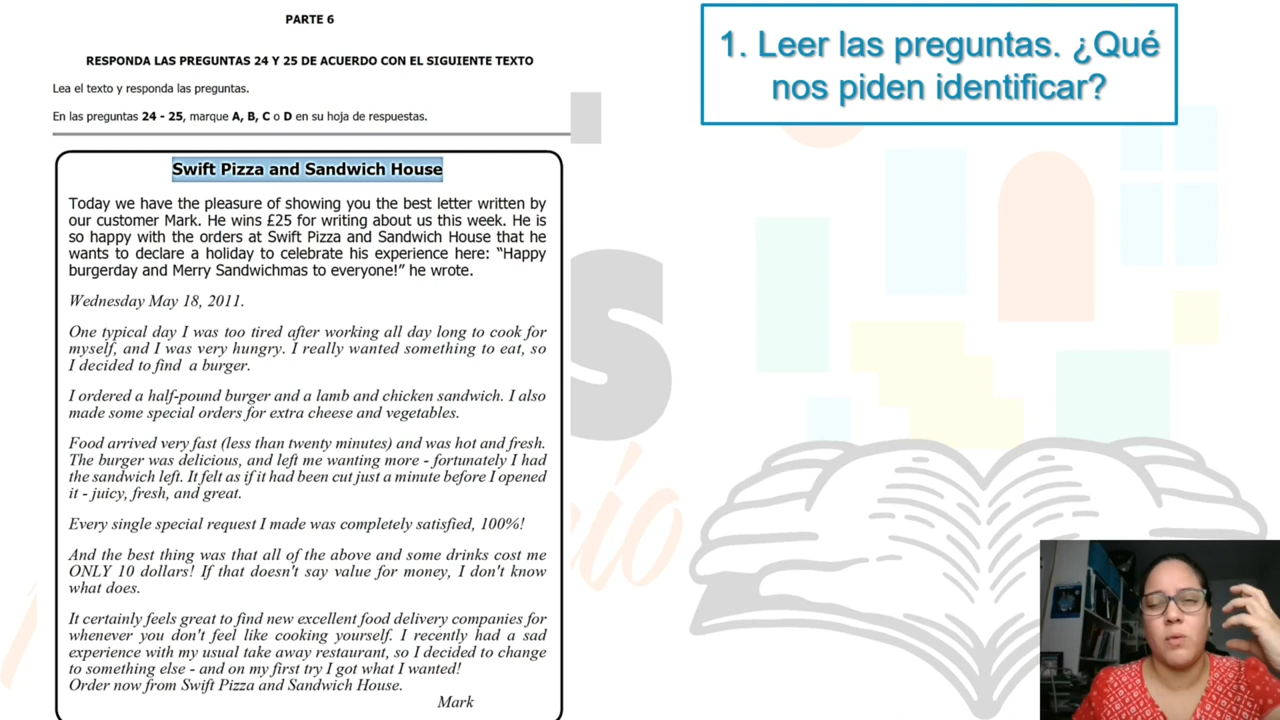 PARTE 6
RESPONDA LAS PREGUNTAS 24 Y 25 DE ACUERDO CON EL SIGUIENTE TEXTO
Lea el texto y responda las preguntas.
En las preguntas 24 - 25, marque A, B, C o D en su hoja de respuestas.
Swift Pizza and Sandwich House
Today we have the pleasure of showing you the best letter written by
our customer Mark. He wins £25 for writing about us this week. He is
so happy with the orders at Swift Pizza and Sandwich House that he
wants to declare a holiday to celebrate his experience here: “Happy
burgerday and Merry Sandwichmas to everyone!” he wrote.
Wednesday May 18, 2011.
One typical day I was too tired after working all day long to cook for
myself, and I was very hungry. I really wanted something to eat, so
I decided to find a burger.
I ordered a half-pound burger and a lamb and chicken sandwich. I also
made some special orders for extra cheese and vegetables.
Food arrived very fast (less than twenty minutes) and was hot and fresh.
The burger was delicious, and left me wanting more - fortunately I had
the sandwich left. It felt as if it had been cut just a minute before I opened
it - juicy, fresh, and great.
Every single special request I made was completely satisfied, 100%!
And the best thing was that all of the above and some drinks cost me
ONLY 10 dollars! If that doesn't say value for money, I don't know
what does.
It certainly feels great to find new excellent food delivery companies for
whenever you don't feel like cooking yourself. I recently had a sad
experience with my usual take away restaurant, so I decided to change
to something else - and on my first try I got what I wanted!
Order now from Swift Pizza and Sandwich House.
Mark
1. Leer las preguntas. ¿Qué
nos piden identificar?